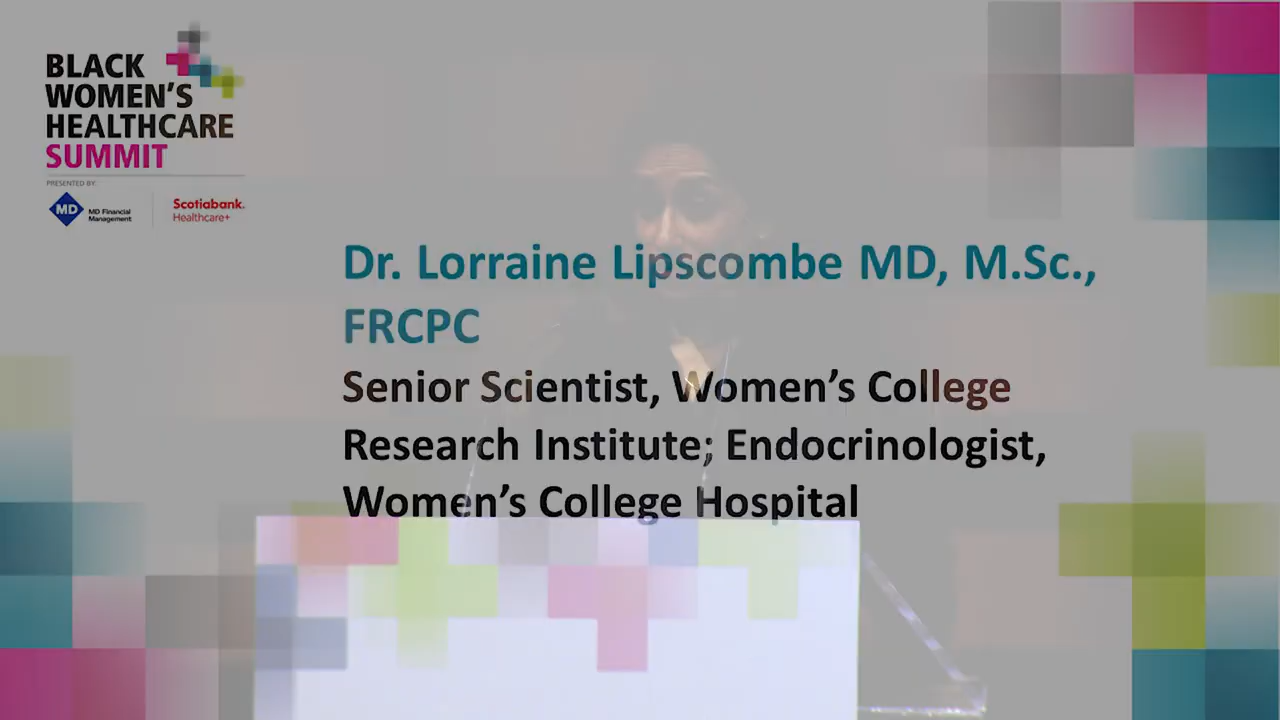 BLACK
WOMEN'S
HEALTHCARE
SUMMIT
PRESENTED BY:
MD
MD Financial
Management
Scotiabank.
Healthcare+
Dr. Lorraine Lipscombe MD, M.Sc.,
FRCPC
Senior Scientist, Women's College
Research Institute; Endocrinologist,
Women's College Hospital